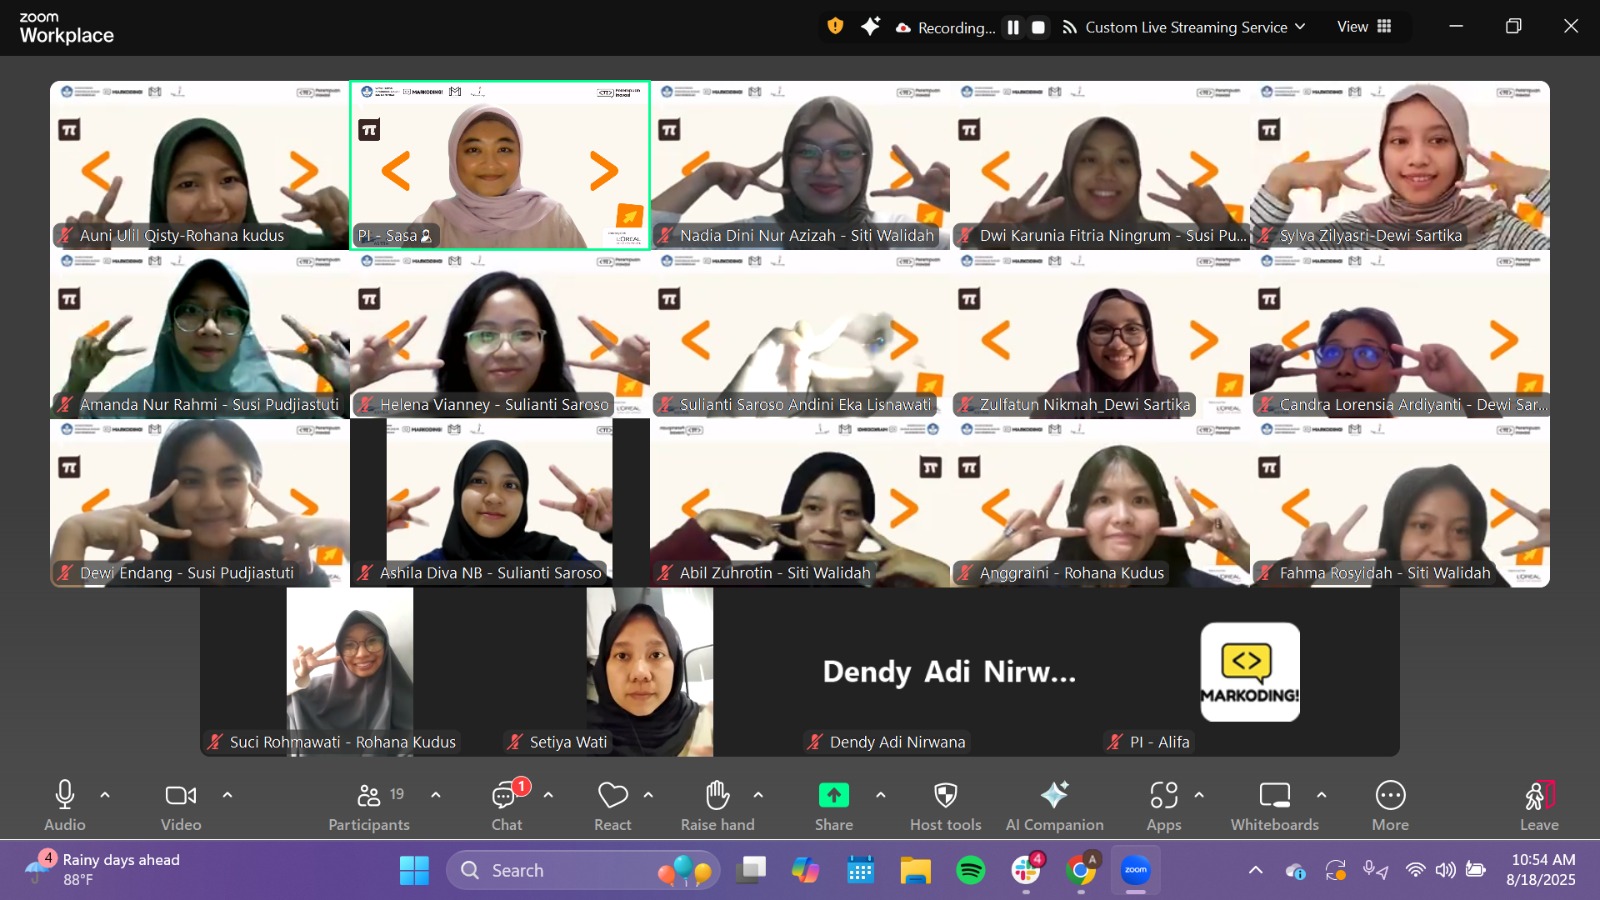 zoom
Workplace
Recording...
Custom Live Streaming Service
View
MARKODING!
Auni Ulil Qisty-Rohana kudus
PI - Sasa
Nadia Dini Nur Azizah - Siti Walidah
Dwi Karunia Fitria Ningrum - Susi Pu...
Sylva Zilyasri-Dewi Sartika
Amanda Nur Rahmi - Susi Pudjiastuti
Helena Vianney - Sulianti Saroso
Sulianti Saroso Andini Eka Lisnawati
Zulfatun Nikmah_Dewi Sartika
Candra Lorensia Ardiyanti - Dewi Sar...
Dewi Endang - Susi Pudjiastuti
Ashila Diva NB - Sulianti Saroso
Abil Zuhrotin - Siti Walidah
Anggraini - Rohana Kudus
Fahma Rosyidah - Siti Walidah
Dendy Adi Nirw...
MARKODING!
Suci Rohmawati - Rohana Kudus
Setiya Wati
Dendy Adi Nirwana
PI - Alifa
19
1
Audio
Video
Participants
Chat
React
Raise hand
Share
Host tools
AI Companion
Apps
Whiteboards
More
Leave
4
Rainy days ahead
88°F
Search
4
A
zoom
10:54 AM
8/18/2025